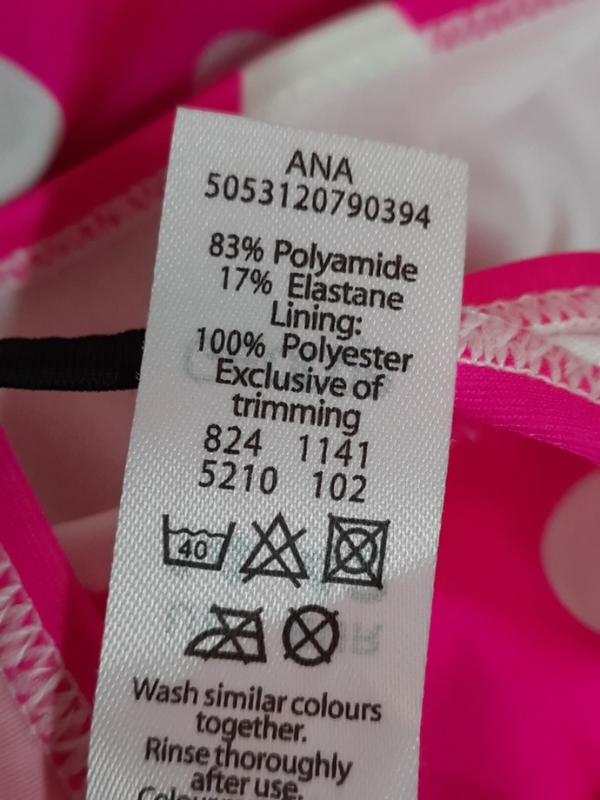 ANA
5053120790394
83% Polyamide
17% Elastane
Lining:
100% Polyester
Exclusive of
trimming
824 1141
5210 102
40
Wash similar colours
together.
Rinse thoroughly
after use.